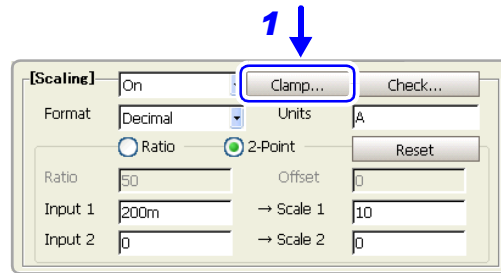 1
[Scaling] On Clamp... Check...
Format Decimal Units A
Ratio 2-Point Reset
Ratio 50 Offset 0
Input 1 200m → Scale 1 10
Input 2 0 → Scale 2 0